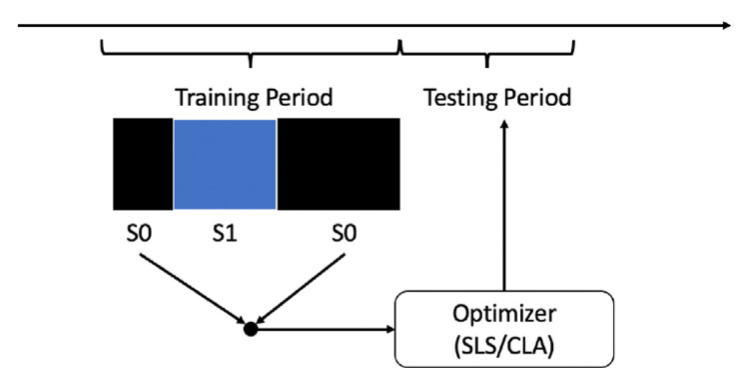 Training Period
Testing Period
S0
S1
S0
Optimizer
(SLS/CLA)